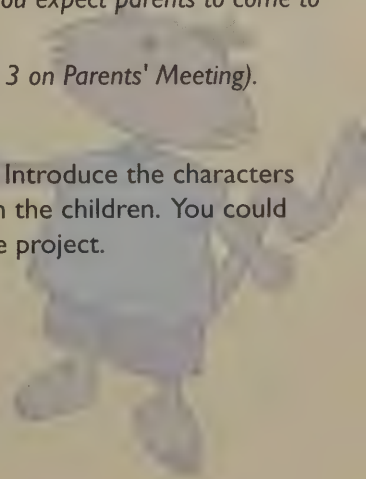 ou expect parents to come to
3 on Parents' Meeting).
Introduce the characters
the children. You could
project.